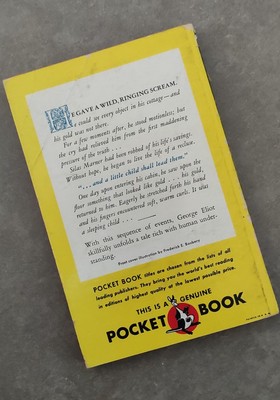 HE GAVE A WILD, RINGING SCREAM.
He could see every object in his cottage—and
his gold was not there.
For a few moments after, he stood motionless; but
the cry had relieved him from the first maddening
pressure of the truth . . .
Silas Marner had been robbed of his life's savings.
Without hope, he began to live the life of a recluse.
". . . and a little child shall lead them."
One day upon entering his cabin, he saw upon the
floor something that looked like gold . . . his gold,
returned to him. Eagerly he stretched forth his hand
and his fingers encountered soft, warm curls. It was
a sleeping child . . .
With this sequence of events, George Eliot
skillfully unfolds a tale rich with human under-
standing.
Front cover illustration by Frederick E. Banbery
POCKET BOOK titles are chosen from the lists of all
leading publishers. They bring you the world's best reading
in editions of highest quality at the lowest possible price.
THIS IS A GENUINE
POCKET BOOK